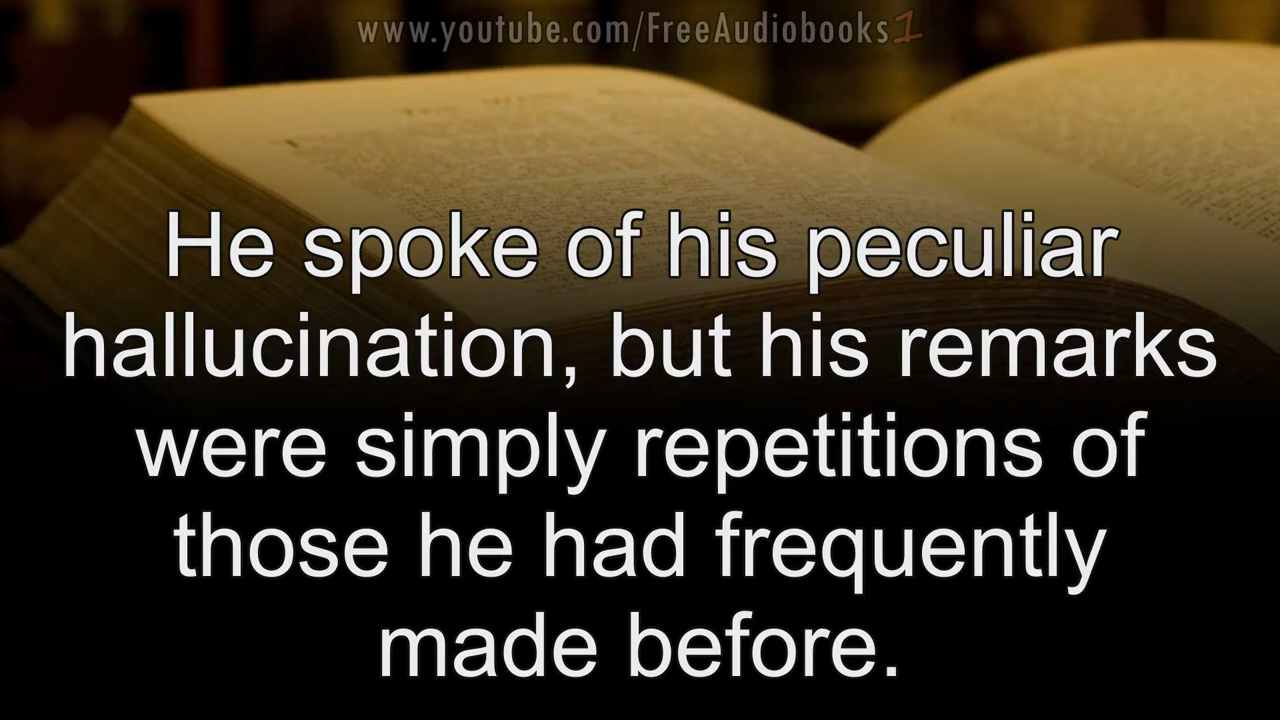 www.youtube.com/FreeAudiobooks1
He spoke of his peculiar
hallucination, but his remarks
were simply repetitions of
those he had frequently
made before.